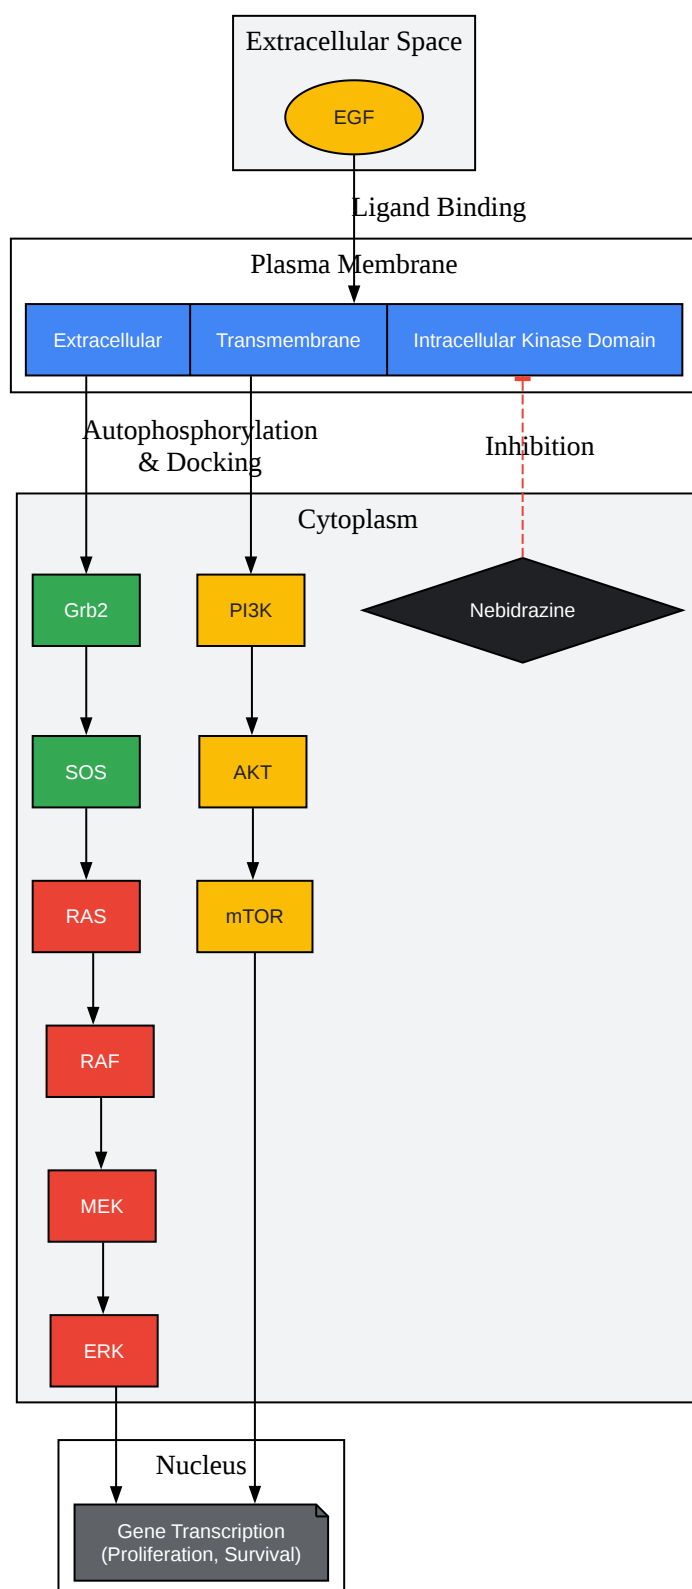 Extracellular Space
EGF
Ligand Binding
Plasma Membrane
Extracellular
Transmembrane
Intracellular Kinase Domain
Autophosphorylation
& Docking
Inhibition
Cytoplasm
Grb2
PI3K
Nebidrazine
SOS
AKT
RAS
mTOR
RAF
MEK
ERK
Nucleus
Gene Transcription
(Proliferation, Survival)